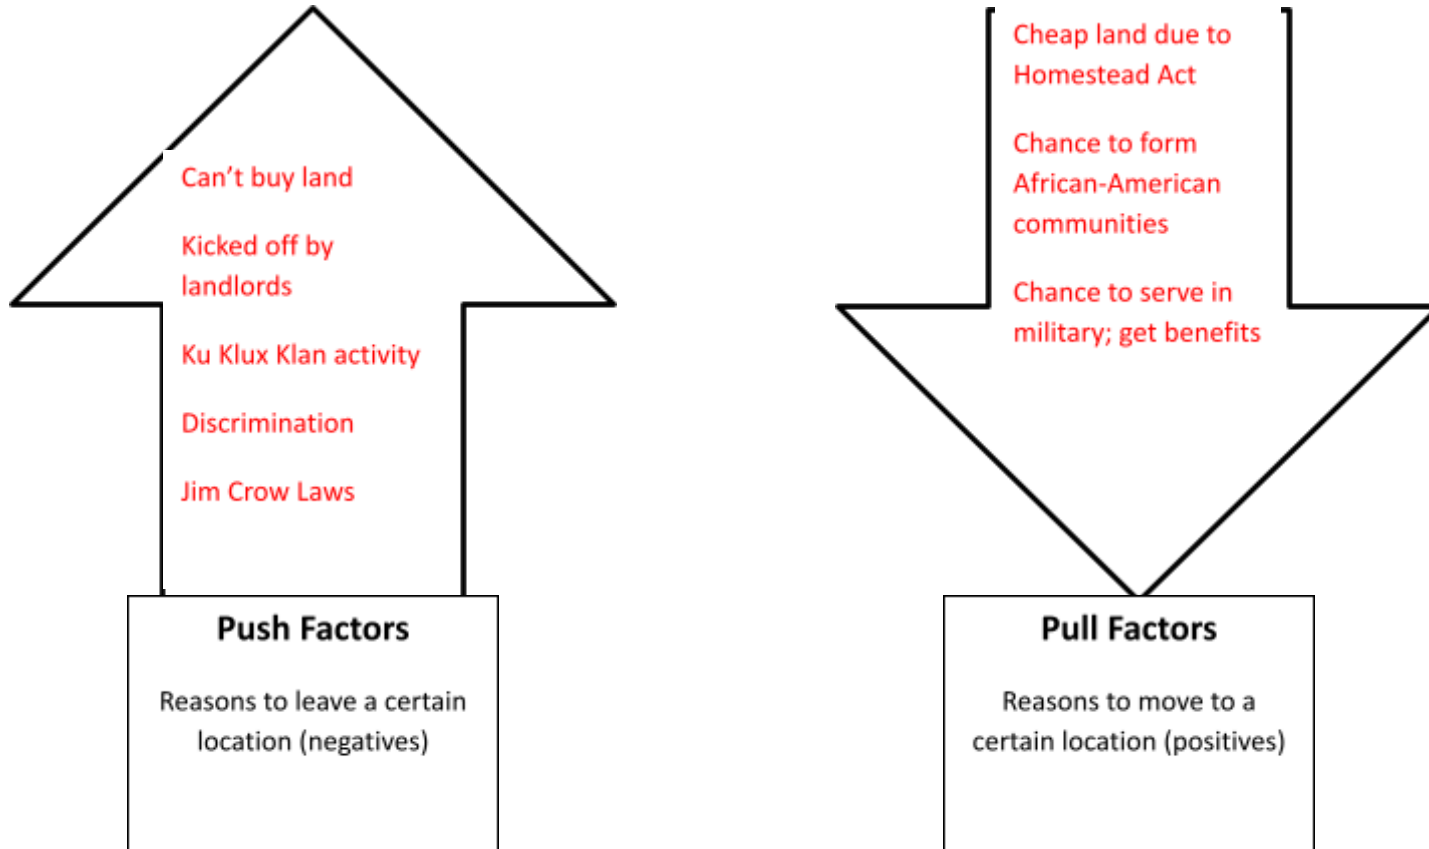 Can’t buy land
Kicked off by
landlords
Ku Klux Klan activity
Discrimination
Jim Crow Laws
Push Factors
Reasons to leave a certain
location (negatives)
Cheap land due to
Homestead Act
Chance to form
African-American
communities
Chance to serve in
military; get benefits
Pull Factors
Reasons to move to a
certain location (positives)